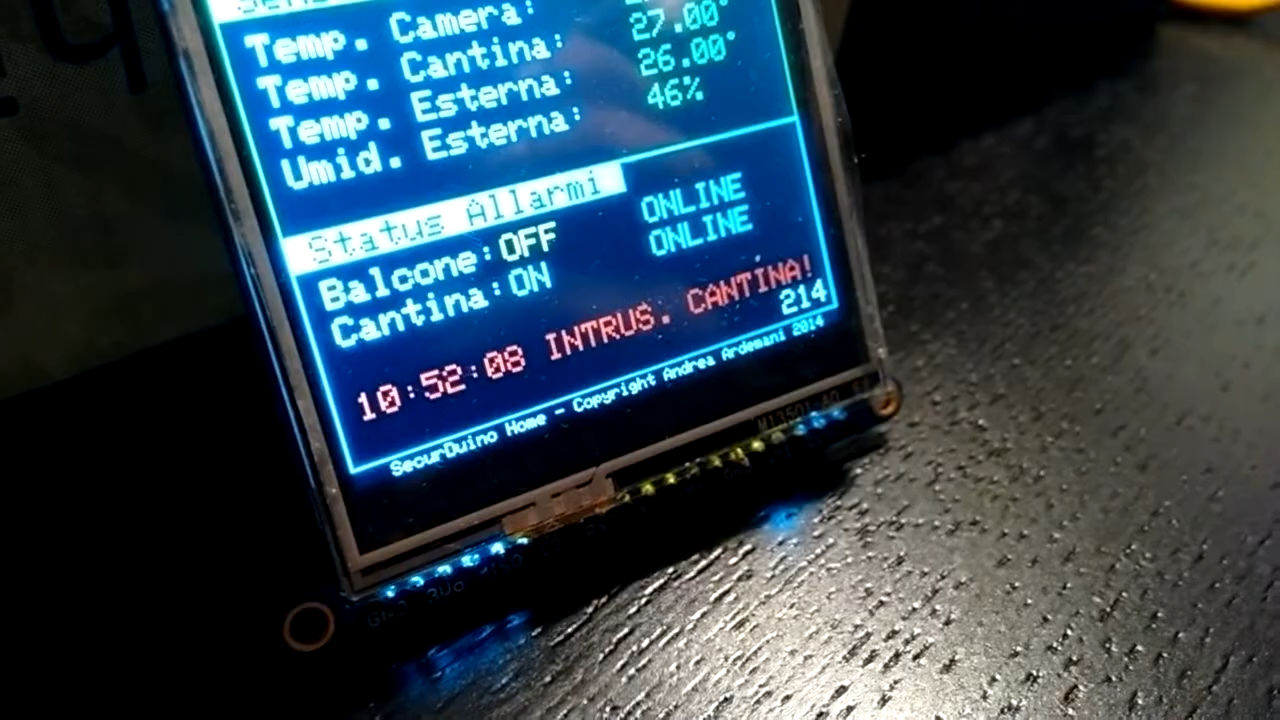 Temp. Camera:
Temp. Cantina: 27.00°
Temp. Esterna: 26.00°
Umid. Esterna: 46%
Status Allarmi
Balcone:OFF ONLINE
Cantina:ON ONLINE
10:52:08 INTRUS. CANTINA!
214
SecurDuino Home - Copyright Andrea Ardemani 2014